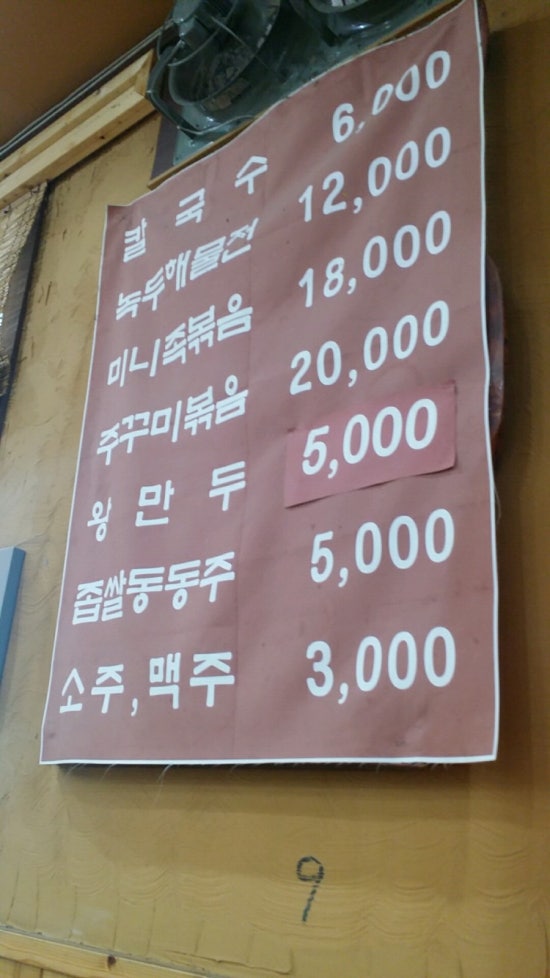 칼국수 6,000
녹두해물전 12,000
미니족볶음 18,000
주꾸미볶음 20,000
왕만두 5,000
좁쌀동동주 5,000
소주, 맥주 3,000
9